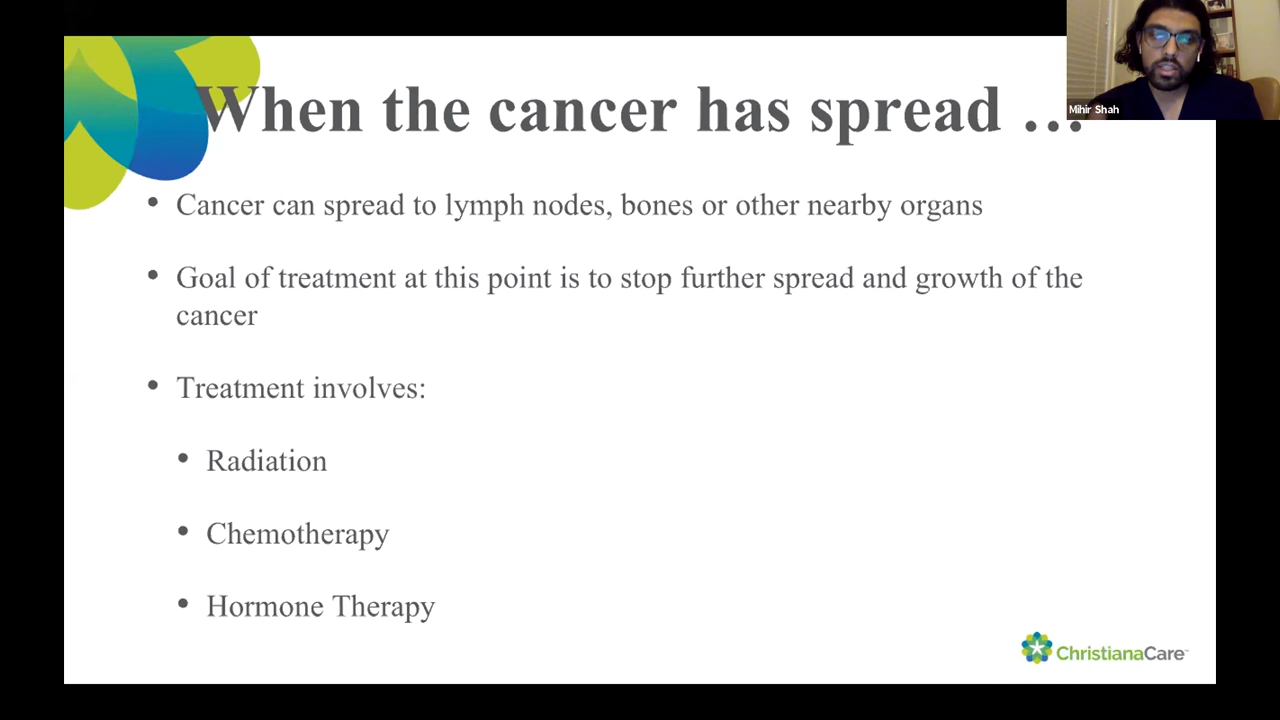 When the cancer has spread …
Mihir Shah
• Cancer can spread to lymph nodes, bones or other nearby organs
• Goal of treatment at this point is to stop further spread and growth of the
cancer
• Treatment involves:
• Radiation
• Chemotherapy
• Hormone Therapy
ChristianaCare™